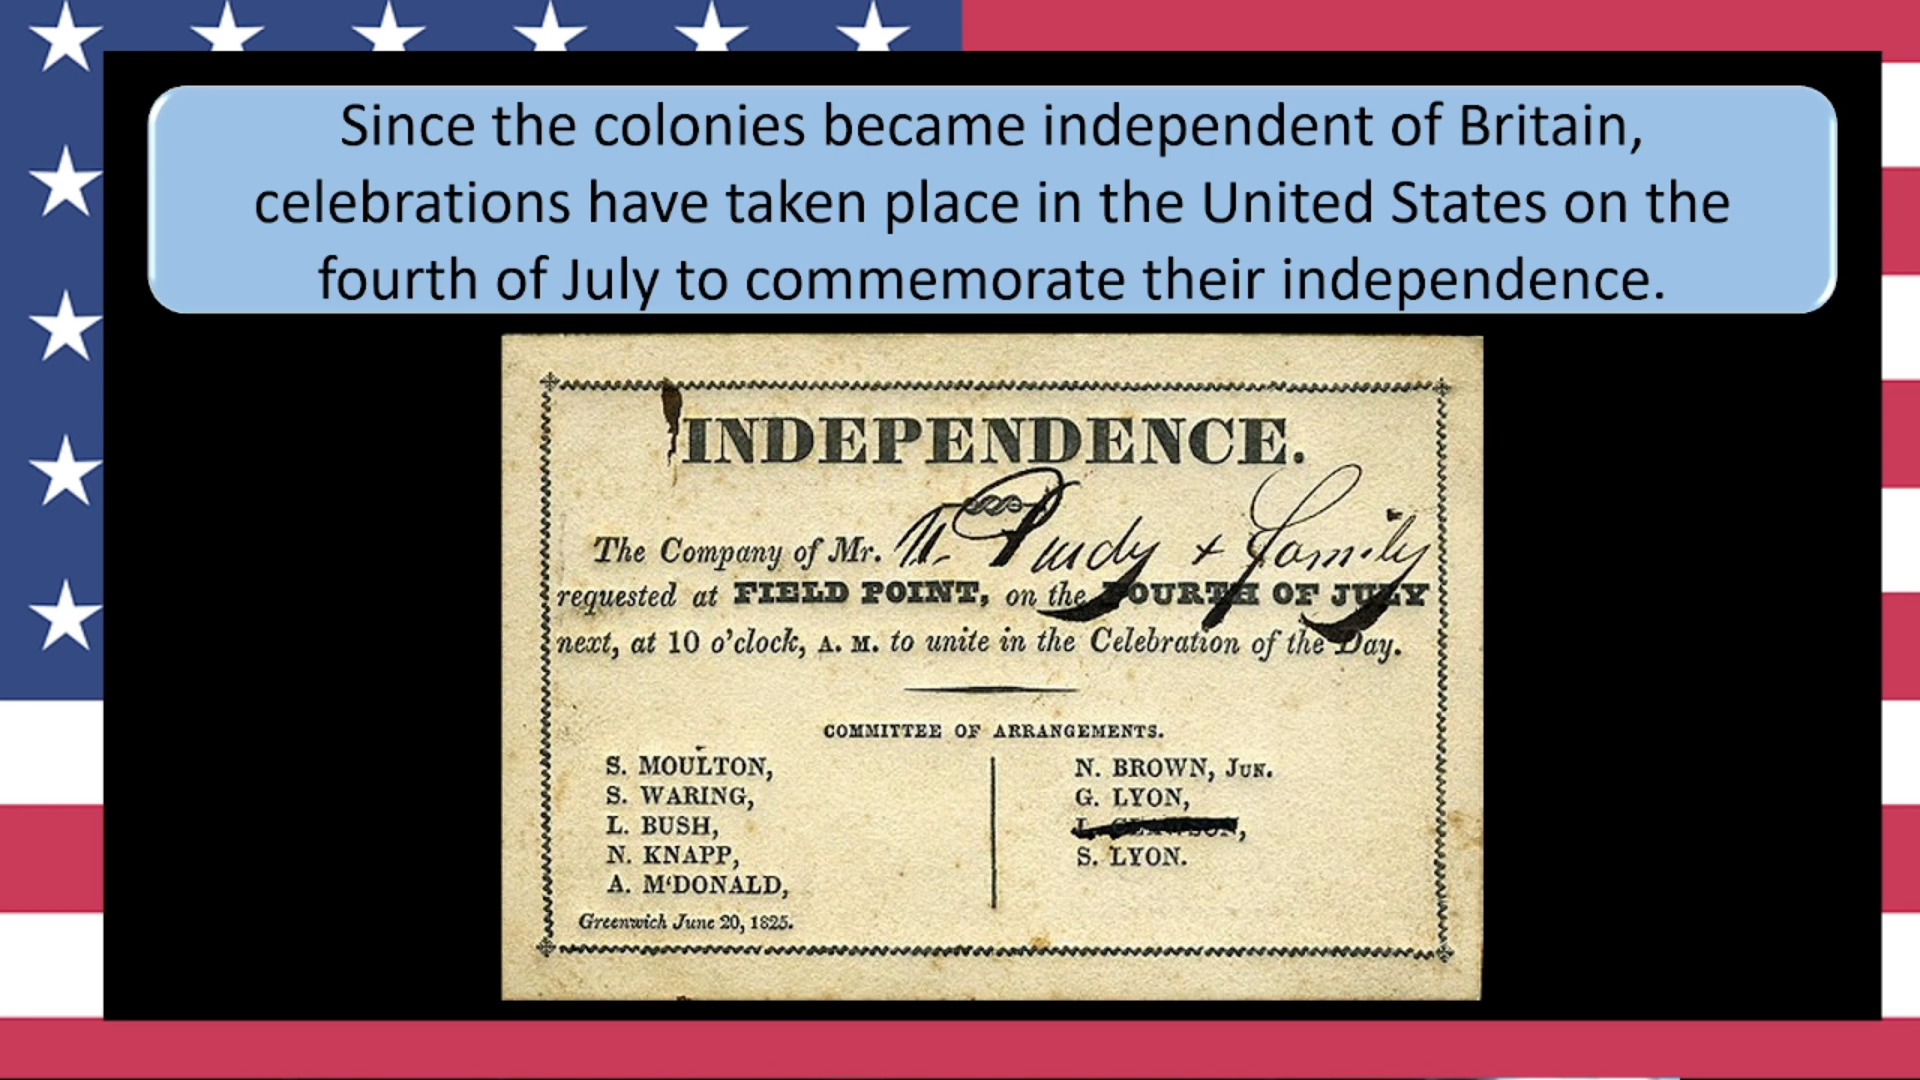 Since the colonies became independent of Britain,
celebrations have taken place in the United States on the
fourth of July to commemorate their independence.
INDEPENDENCE.
The Company of Mr. N. Purdy + family
requested at FIELD POINT, on the FOURTH OF JULY
next, at 10 o'clock, A. M. to unite in the Celebration of the Day.
COMMITTEE OF ARRANGEMENTS.
S. MOULTON,
S. WARING,
L. BUSH,
N. KNAPP,
A. M'DONALD,
N. BROWN, JUN.
G. LYON,
S. LYON.
Greenwich June 20, 1825.